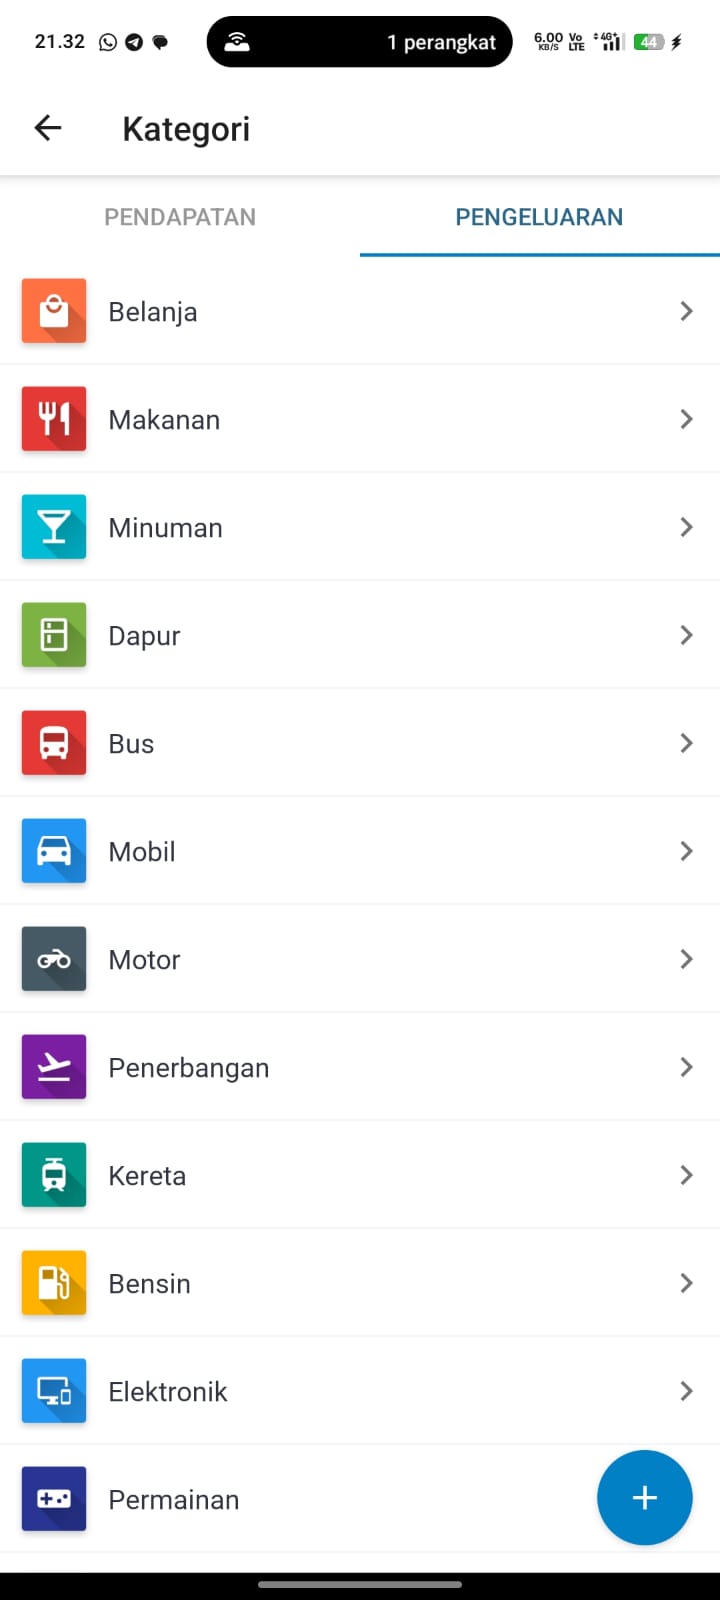 21.32
1 perangkat
6.00 KB/S
Vo LTE
4G+
44
Kategori
PENDAPATAN
PENGELUARAN
Belanja
Makanan
Minuman
Dapur
Bus
Mobil
Motor
Penerbangan
Kereta
Bensin
Elektronik
Permainan